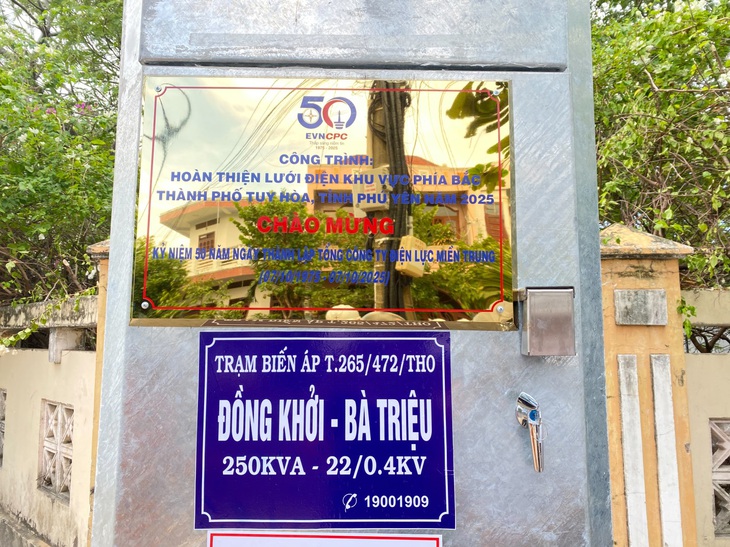 50
EVNCPC
1975 - 2025
CÔNG TRÌNH:
HOÀN THIỆN LƯỚI ĐIỆN KHU VỰC PHÍA BẮC
THÀNH PHỐ TUY HÒA, TỈNH PHÚ YÊN NĂM 2025
CHÀO MỪNG
KỶ NIỆM 50 NĂM NGÀY THÀNH LẬP TỔNG CÔNG TY ĐIỆN LỰC MIỀN TRUNG
(07/10/1975 - 07/10/2025)
TRẠM BIẾN ÁP T.265/472/THO
ĐỒNG KHỞI - BÀ TRIỆU
250KVA - 22/0.4KV
✆ 19001909